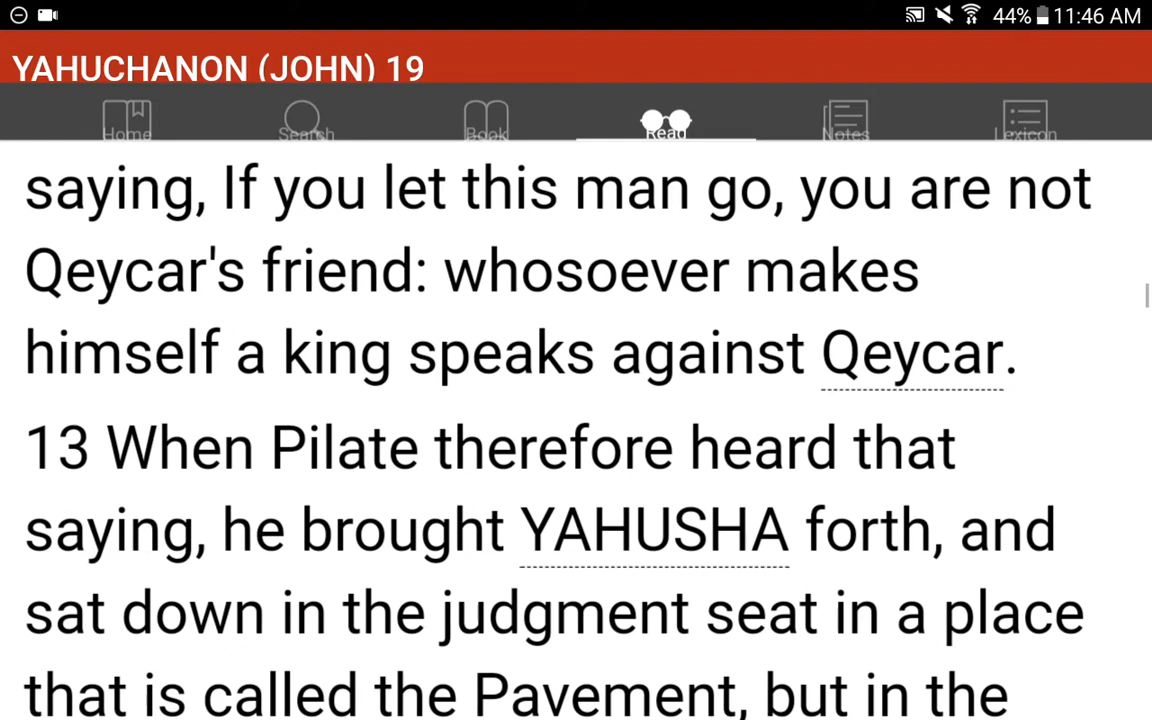 44% 11:46 AM
YAHUCHANON (JOHN) 19
Home Search Book Read Notes Lexicon
saying, If you let this man go, you are not
Qeycar's friend: whosoever makes
himself a king speaks against Qeycar.
13 When Pilate therefore heard that
saying, he brought YAHUSHA forth, and
sat down in the judgment seat in a place
that is called the Pavement, but in the